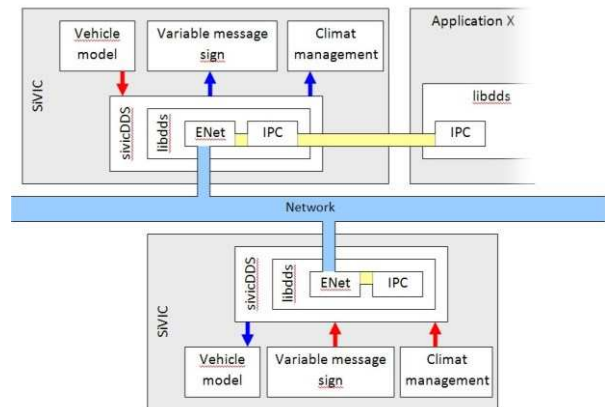 Vehicle
model
Variable message
sign
Climat
management
Application X
SiVIC
sivicDDS
libdds
ENet
IPC
libdds
IPC
Network
SiVIC
sivicDDS
libdds
ENet
IPC
Vehicle
model
Variable message
sign
Climat
management